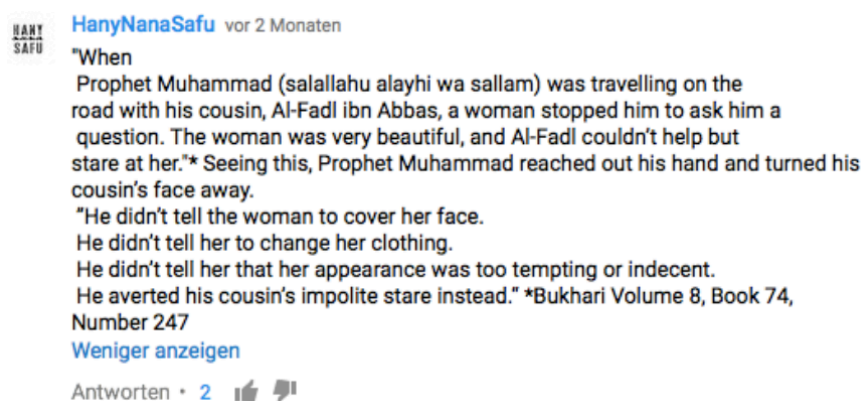 HANY
SAFU
HanyNanaSafu vor 2 Monaten
"When
Prophet Muhammad (salallahu alayhi wa sallam) was travelling on the
road with his cousin, Al-Fadl ibn Abbas, a woman stopped him to ask him a
question. The woman was very beautiful, and Al-Fadl couldn't help but
stare at her."* Seeing this, Prophet Muhammad reached out his hand and turned his
cousin's face away.
"He didn't tell the woman to cover her face.
He didn't tell her to change her clothing.
He didn't tell her that her appearance was too tempting or indecent.
He averted his cousin's impolite stare instead." *Bukhari Volume 8, Book 74,
Number 247
Weniger anzeigen
Antworten • 2